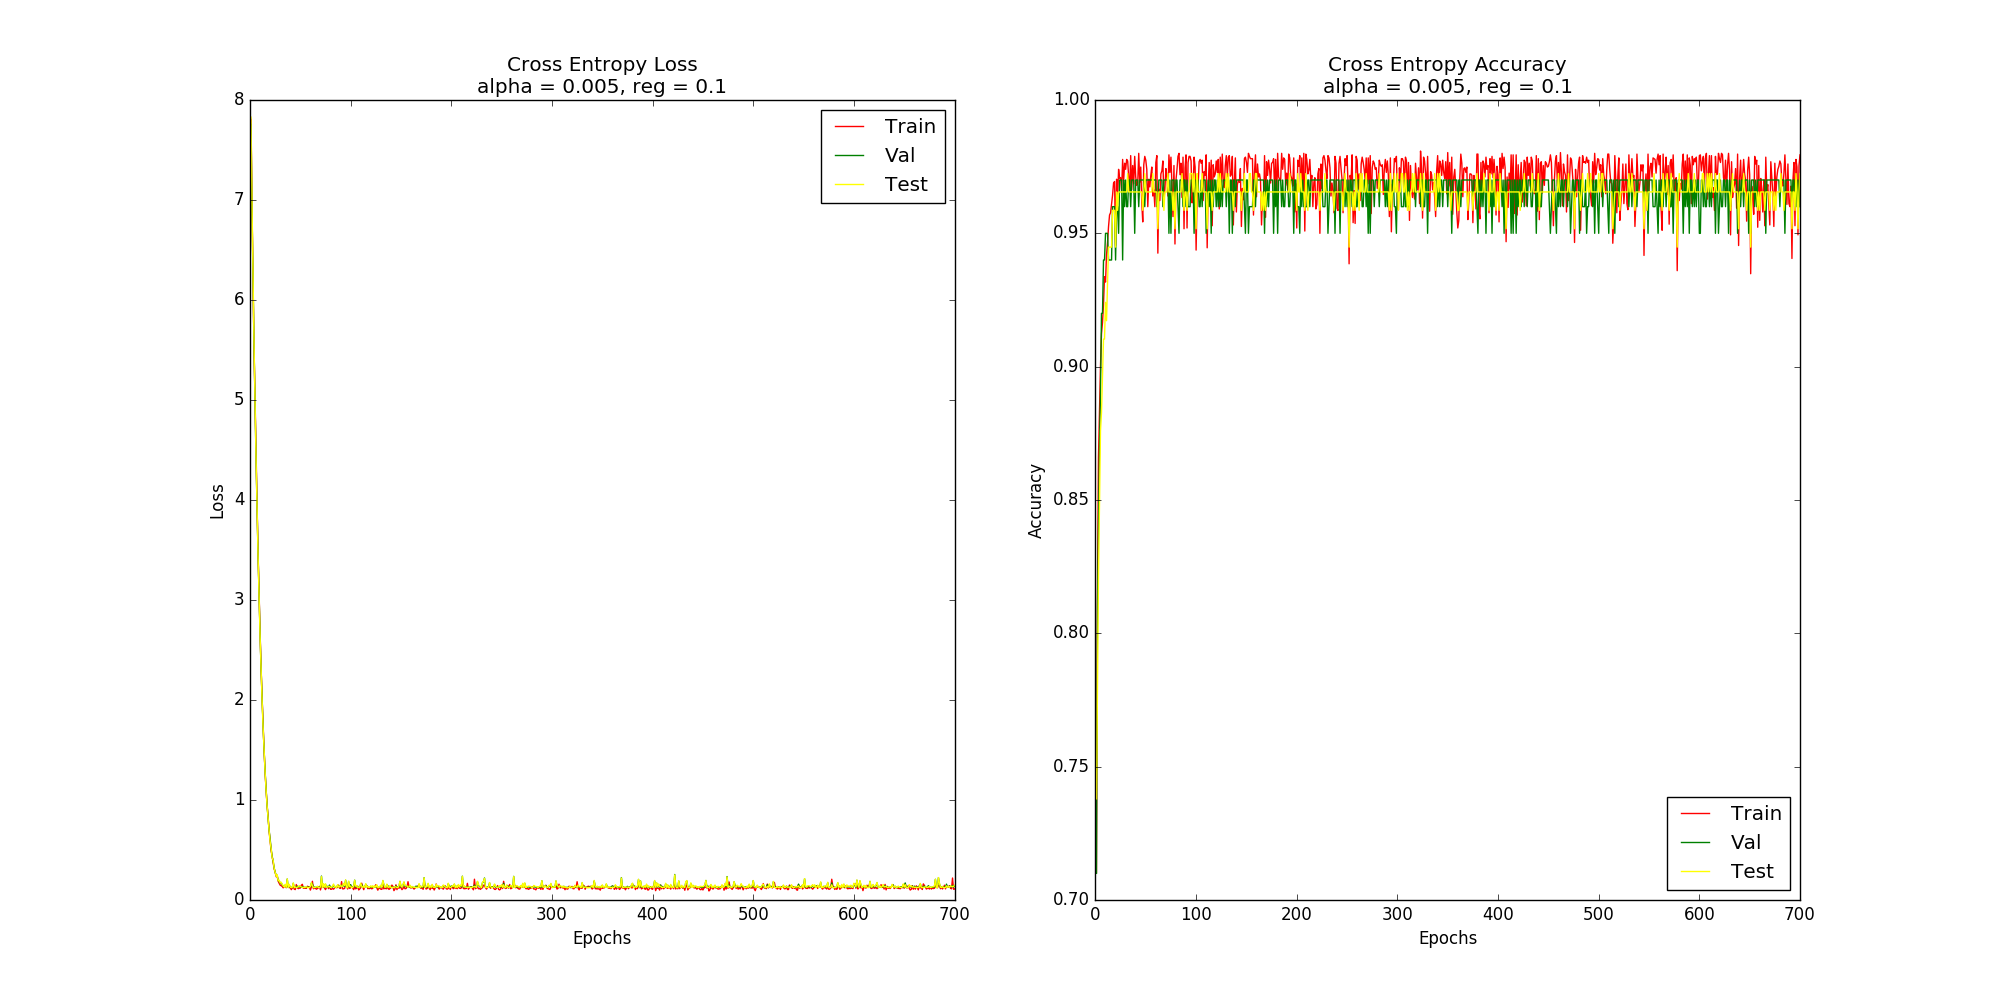 Cross Entropy Loss
alpha = 0.005, reg = 0.1
8
7
6
5
4
3
2
1
0
Loss
0 100 200 300 400 500 600 700
Epochs
Train
Val
Test
Cross Entropy Accuracy
alpha = 0.005, reg = 0.1
1.00
0.95
0.90
0.85
0.80
0.75
0.70
Accuracy
0 100 200 300 400 500 600 700
Epochs
Train
Val
Test